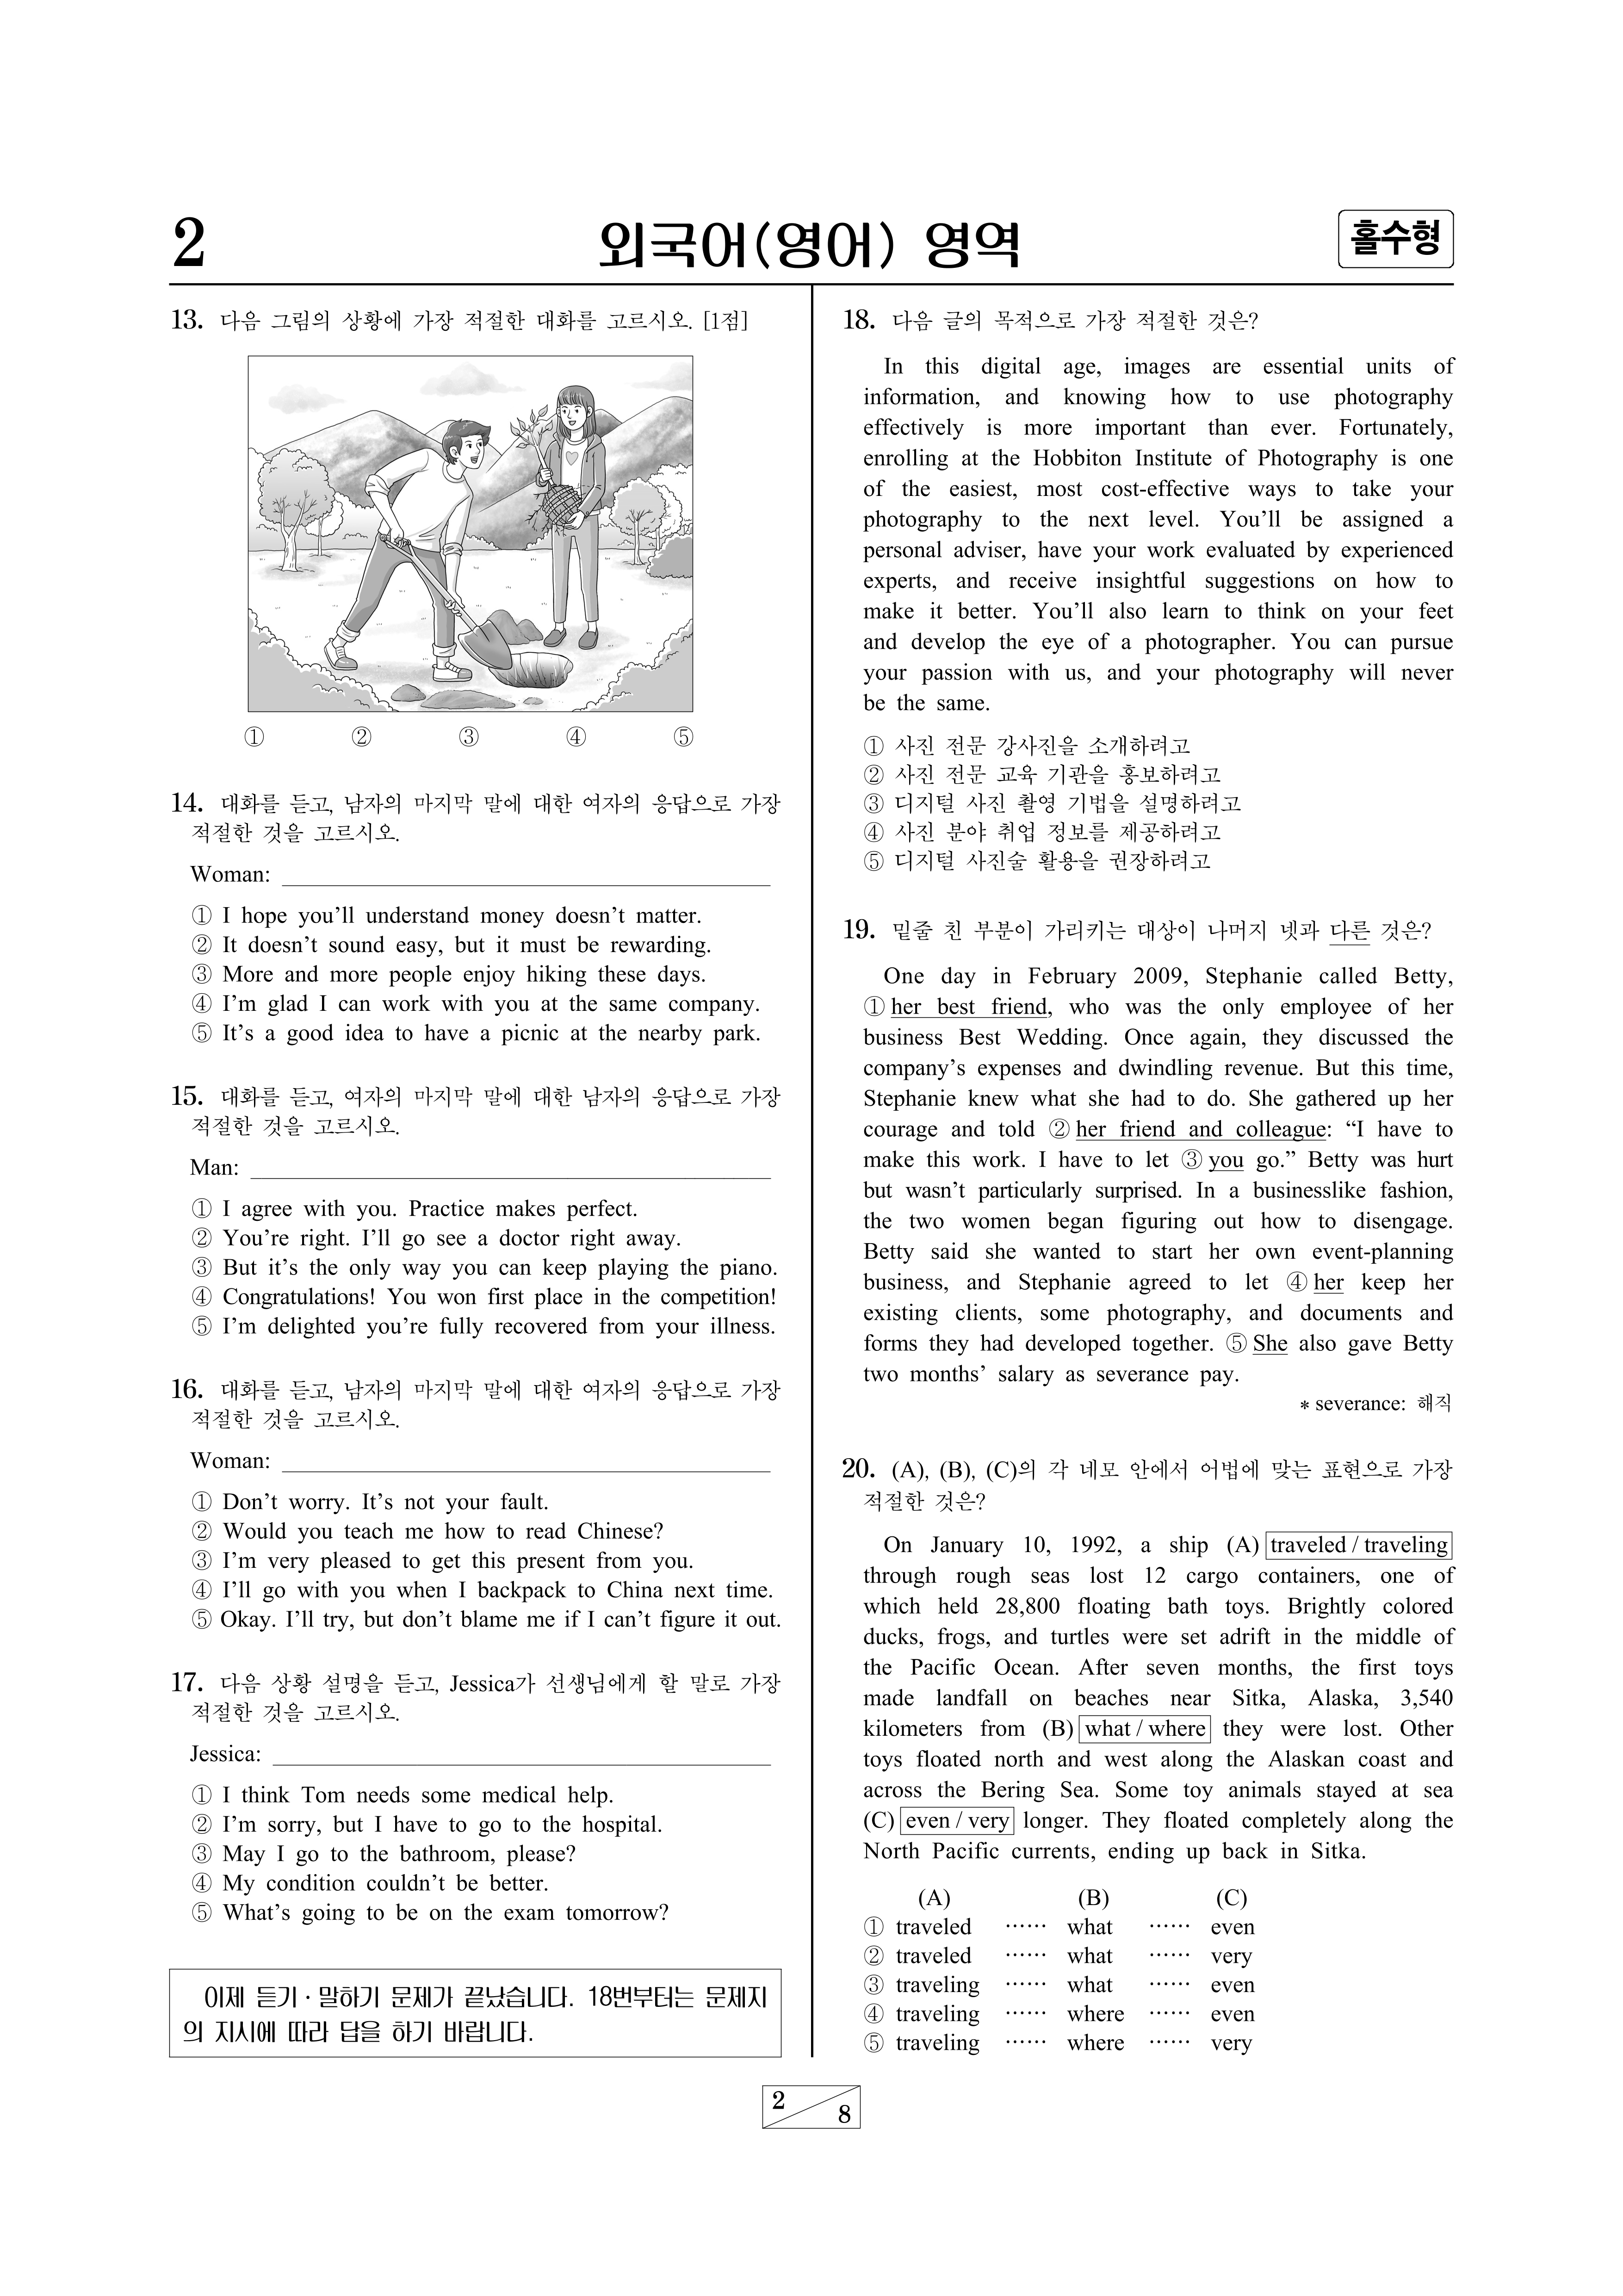 2
외국어(영어) 영역
홀수형
13. 다음 그림의 상황에 가장 적절한 대화를 고르시오. [1점]
① ② ③ ④ ⑤
14. 대화를 듣고, 남자의 마지막 말에 대한 여자의 응답으로 가장
적절한 것을 고르시오.
Woman:
① I hope you’ll understand money doesn’t matter.
② It doesn’t sound easy, but it must be rewarding.
③ More and more people enjoy hiking these days.
④ I’m glad I can work with you at the same company.
⑤ It’s a good idea to have a picnic at the nearby park.
15. 대화를 듣고, 여자의 마지막 말에 대한 남자의 응답으로 가장
적절한 것을 고르시오.
Man:
① I agree with you. Practice makes perfect.
② You’re right. I’ll go see a doctor right away.
③ But it’s the only way you can keep playing the piano.
④ Congratulations! You won first place in the competition!
⑤ I’m delighted you’re fully recovered from your illness.
16. 대화를 듣고, 남자의 마지막 말에 대한 여자의 응답으로 가장
적절한 것을 고르시오.
Woman:
① Don’t worry. It’s not your fault.
② Would you teach me how to read Chinese?
③ I’m very pleased to get this present from you.
④ I’ll go with you when I backpack to China next time.
⑤ Okay. I’ll try, but don’t blame me if I can’t figure it out.
17. 다음 상황 설명을 듣고, Jessica가 선생님에게 할 말로 가장
적절한 것을 고르시오.
Jessica:
① I think Tom needs some medical help.
② I’m sorry, but I have to go to the hospital.
③ May I go to the bathroom, please?
④ My condition couldn’t be better.
⑤ What’s going to be on the exam tomorrow?
이제 듣기·말하기 문제가 끝났습니다. 18번부터는 문제지
의 지시에 따라 답을 하기 바랍니다.
18. 다음 글의 목적으로 가장 적절한 것은?
In this digital age, images are essential units of
information, and knowing how to use photography
effectively is more important than ever. Fortunately,
enrolling at the Hobbiton Institute of Photography is one
of the easiest, most cost-effective ways to take your
photography to the next level. You’ll be assigned a
personal adviser, have your work evaluated by experienced
experts, and receive insightful suggestions on how to
make it better. You’ll also learn to think on your feet
and develop the eye of a photographer. You can pursue
your passion with us, and your photography will never
be the same.
① 사진 전문 강사진을 소개하려고
② 사진 전문 교육 기관을 홍보하려고
③ 디지털 사진 촬영 기법을 설명하려고
④ 사진 분야 취업 정보를 제공하려고
⑤ 디지털 사진술 활용을 권장하려고
19. 밑줄 친 부분이 가리키는 대상이 나머지 넷과 다른 것은?
One day in February 2009, Stephanie called Betty,
① her best friend, who was the only employee of her
business Best Wedding. Once again, they discussed the
company’s expenses and dwindling revenue. But this time,
Stephanie knew what she had to do. She gathered up her
courage and told ② her friend and colleague: “I have to
make this work. I have to let ③ you go.” Betty was hurt
but wasn’t particularly surprised. In a businesslike fashion,
the two women began figuring out how to disengage.
Betty said she wanted to start her own event-planning
business, and Stephanie agreed to let ④ her keep her
existing clients, some photography, and documents and
forms they had developed together. ⑤ She also gave Betty
two months’ salary as severance pay.
* severance: 해직
20. (A), (B), (C)의 각 네모 안에서 어법에 맞는 표현으로 가장
적절한 것은?
On January 10, 1992, a ship (A) traveled / traveling
through rough seas lost 12 cargo containers, one of
which held 28,800 floating bath toys. Brightly colored
ducks, frogs, and turtles were set adrift in the middle of
the Pacific Ocean. After seven months, the first toys
made landfall on beaches near Sitka, Alaska, 3,540
kilometers from (B) what / where they were lost. Other
toys floated north and west along the Alaskan coast and
across the Bering Sea. Some toy animals stayed at sea
(C) even / very longer. They floated completely along the
North Pacific currents, ending up back in Sitka.
(A) (B) (C)
① traveled ⋯⋯ what ⋯⋯ even
② traveled ⋯⋯ what ⋯⋯ very
③ traveling ⋯⋯ what ⋯⋯ even
④ traveling ⋯⋯ where ⋯⋯ even
⑤ traveling ⋯⋯ where ⋯⋯ very
2
8